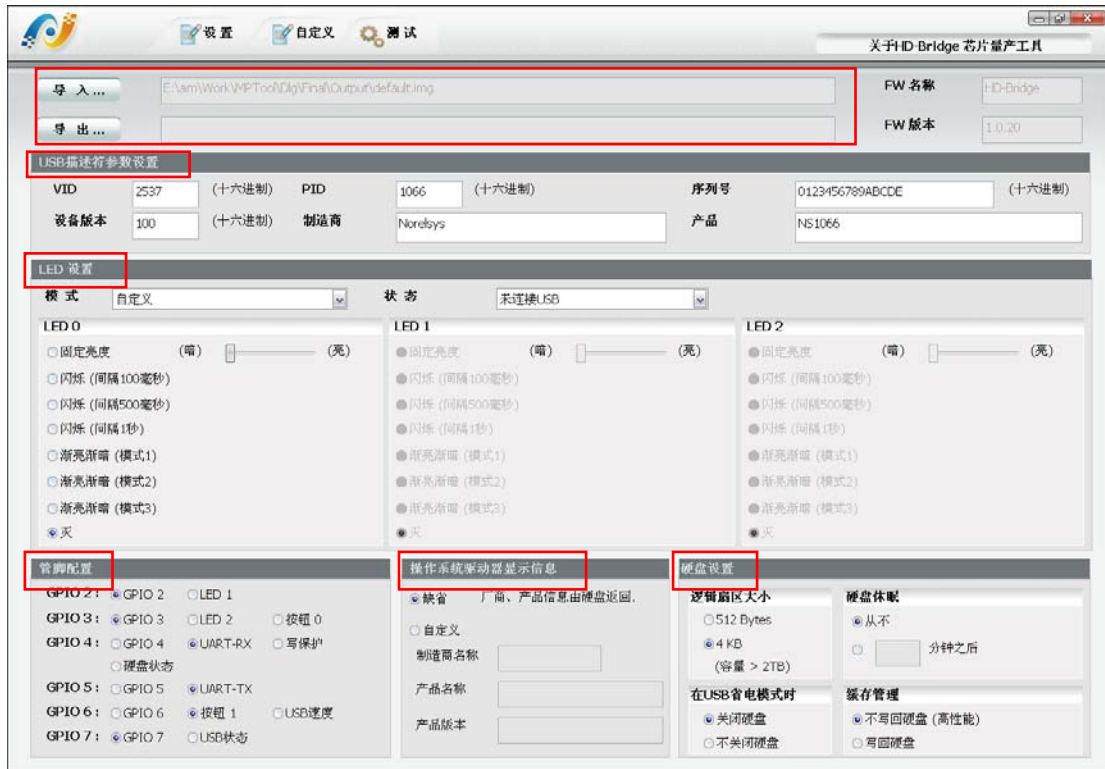 设置 自定义 测试
关于HD-Bridge 芯片量产工具
导 入... E:\am\Work\MPTool\Dlg\Final\Output\default.img FW 名称 HD-Bridge
导 出... FW 版本 1.0.20
USB描述符参数设置
VID 2537 (十六进制) PID 1066 (十六进制) 序列号 0123456789ABCDE (十六进制)
设备版本 100 (十六进制) 制造商 Norelsys 产品 NS1066
LED 设置
模 式 自定义 状 态 未连接USB
LED 0 LED 1 LED 2
固定亮度 (暗) (亮) 固定亮度 (暗) (亮) 固定亮度 (暗) (亮)
闪烁 (间隔100毫秒) 闪烁 (间隔100毫秒) 闪烁 (间隔100毫秒)
闪烁 (间隔500毫秒) 闪烁 (间隔500毫秒) 闪烁 (间隔500毫秒)
闪烁 (间隔1秒) 闪烁 (间隔1秒) 闪烁 (间隔1秒)
渐亮渐暗 (模式1) 渐亮渐暗 (模式1) 渐亮渐暗 (模式1)
渐亮渐暗 (模式2) 渐亮渐暗 (模式2) 渐亮渐暗 (模式2)
渐亮渐暗 (模式3) 渐亮渐暗 (模式3) 渐亮渐暗 (模式3)
灭 灭 灭
管脚配置
GPIO 2: GPIO 2 LED 1
GPIO 3: GPIO 3 LED 2 按钮 0
GPIO 4: GPIO 4 UART-RX 写保护
硬盘状态
GPIO 5: GPIO 5 UART-TX
GPIO 6: GPIO 6 按钮 1 USB速度
GPIO 7: GPIO 7 USB状态
操作系统驱动器显示信息
缺省 厂商、产品信息由硬盘返回.
自定义
制造商名称
产品名称
产品版本
硬盘设置
逻辑扇区大小
512 Bytes
4 KB
(容量 > 2TB)
硬盘休眠
从不
分钟之后
在USB省电模式时
关闭硬盘
不关闭硬盘
缓存管理
不写回硬盘 (高性能)
写回硬盘